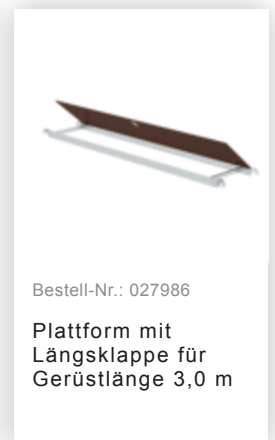 Bestell-Nr.: 027986
Plattform mit
Längsklappe für
Gerüstlänge 3,0 m